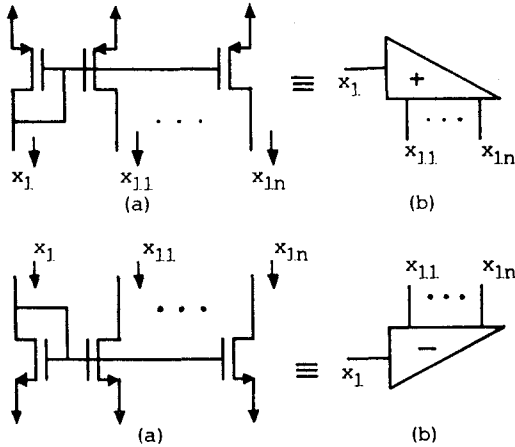 ≡
x1
+
. . .
x1 x11 x1n
x11 x1n
(a) (b)
x1 x11 x1n
x11 x1n
. . .
. . .
≡
−
x1
(a) (b)